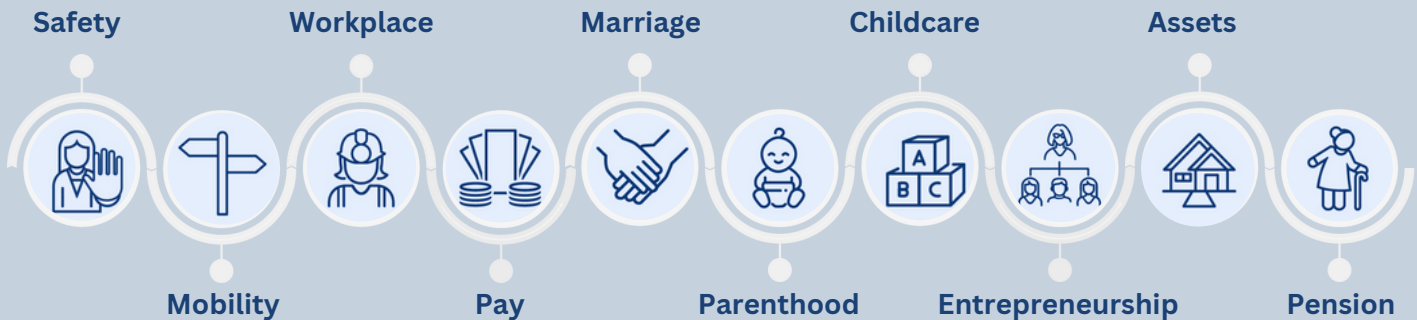 Safety
Workplace
Marriage
Childcare
Assets
A
B C
Mobility
Pay
Parenthood
Entrepreneurship
Pension